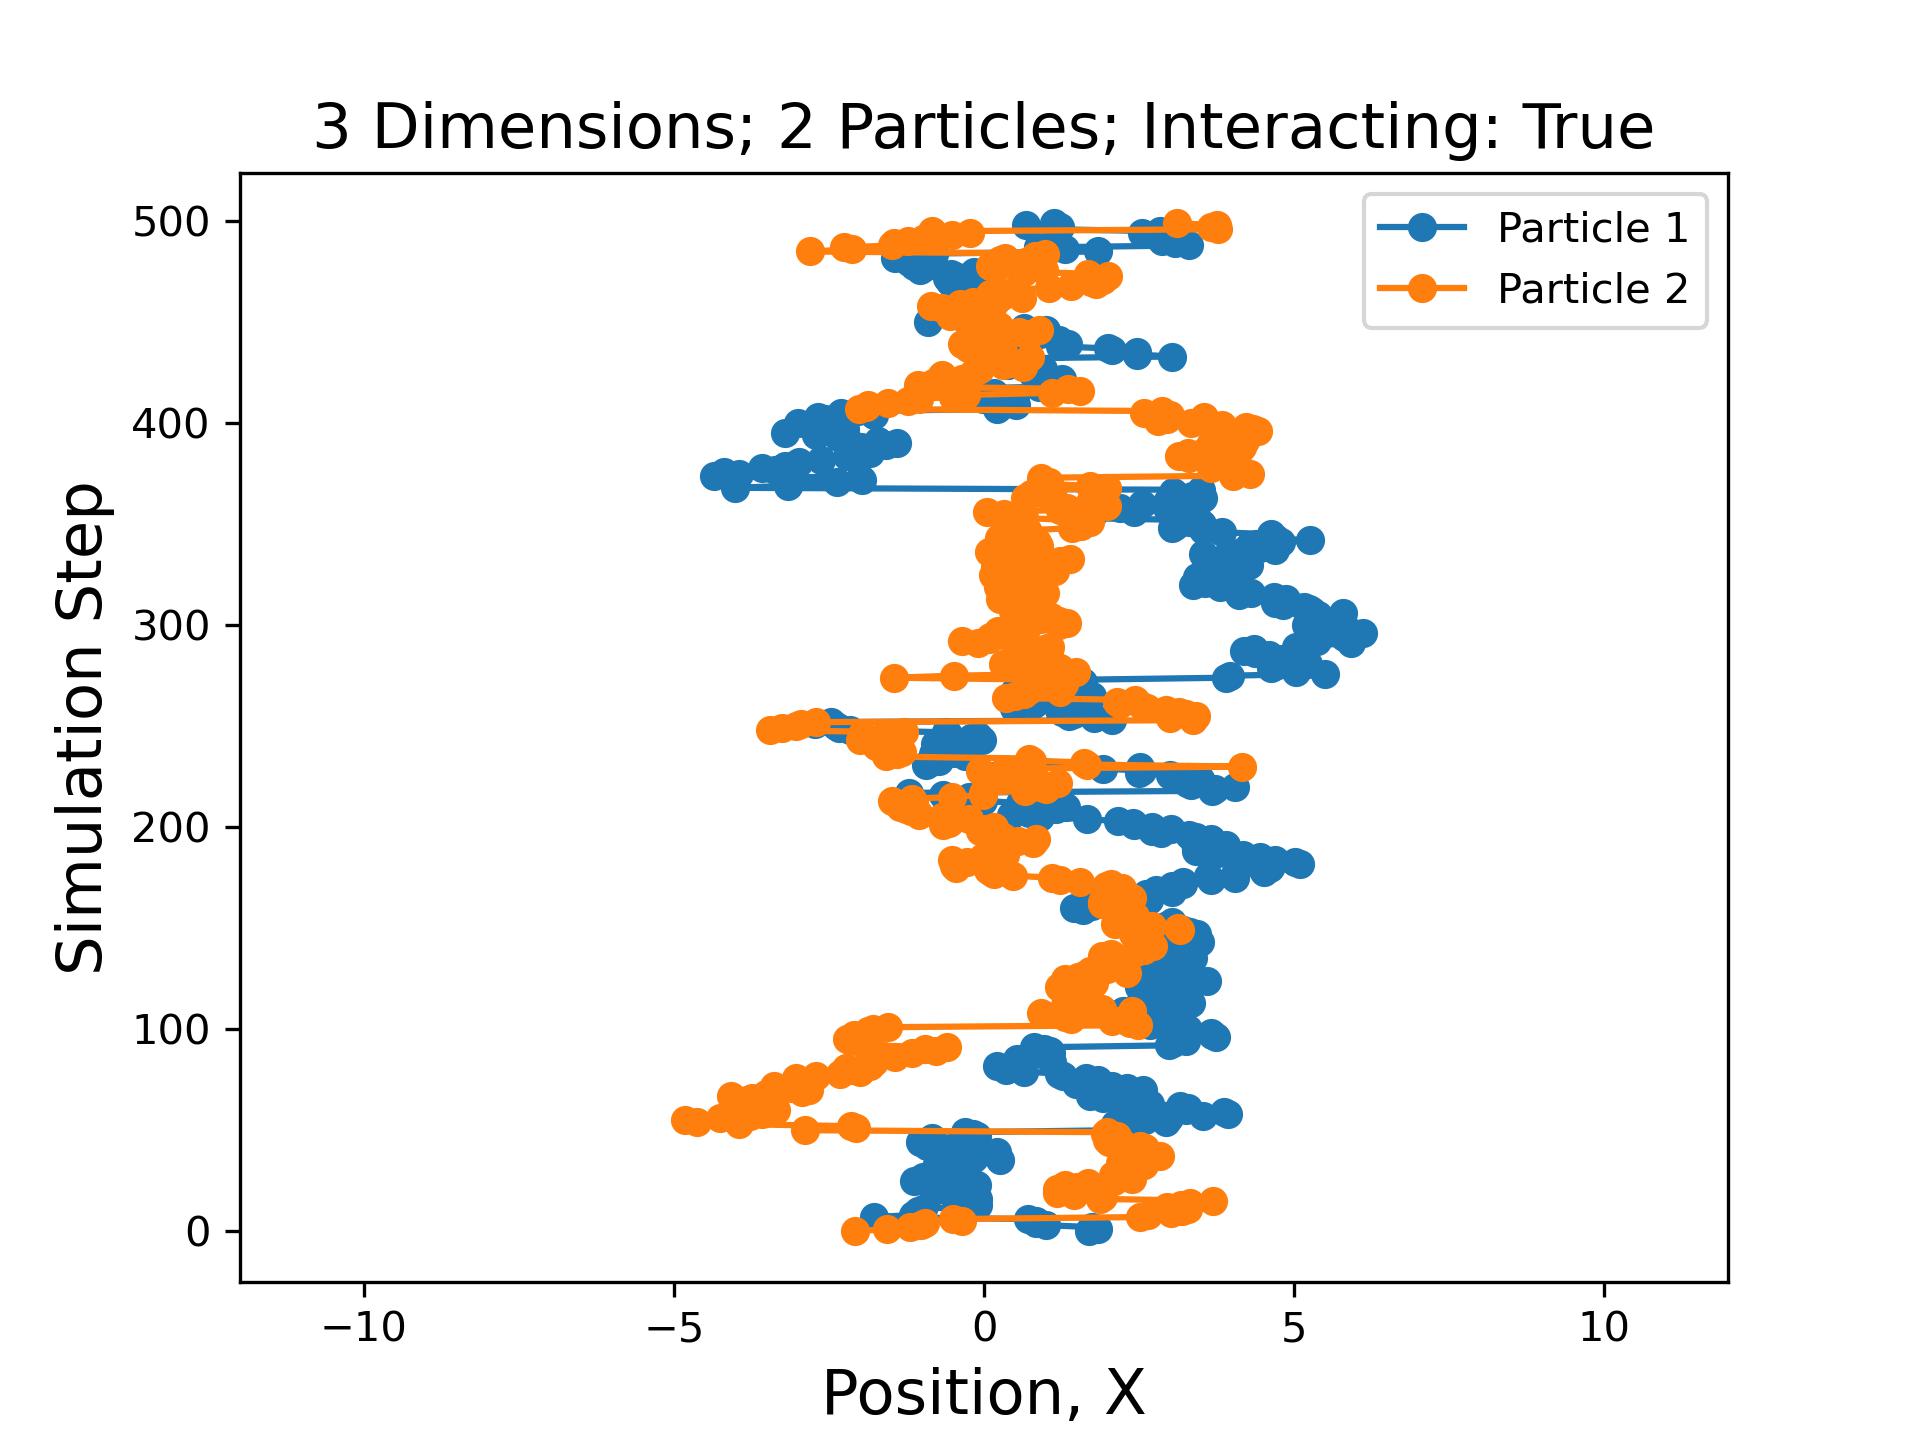 3 Dimensions; 2 Particles; Interacting: True
Particle 1
Particle 2
Simulation Step
500
400
300
200
100
0
−10
−5
0
5
10
Position, X